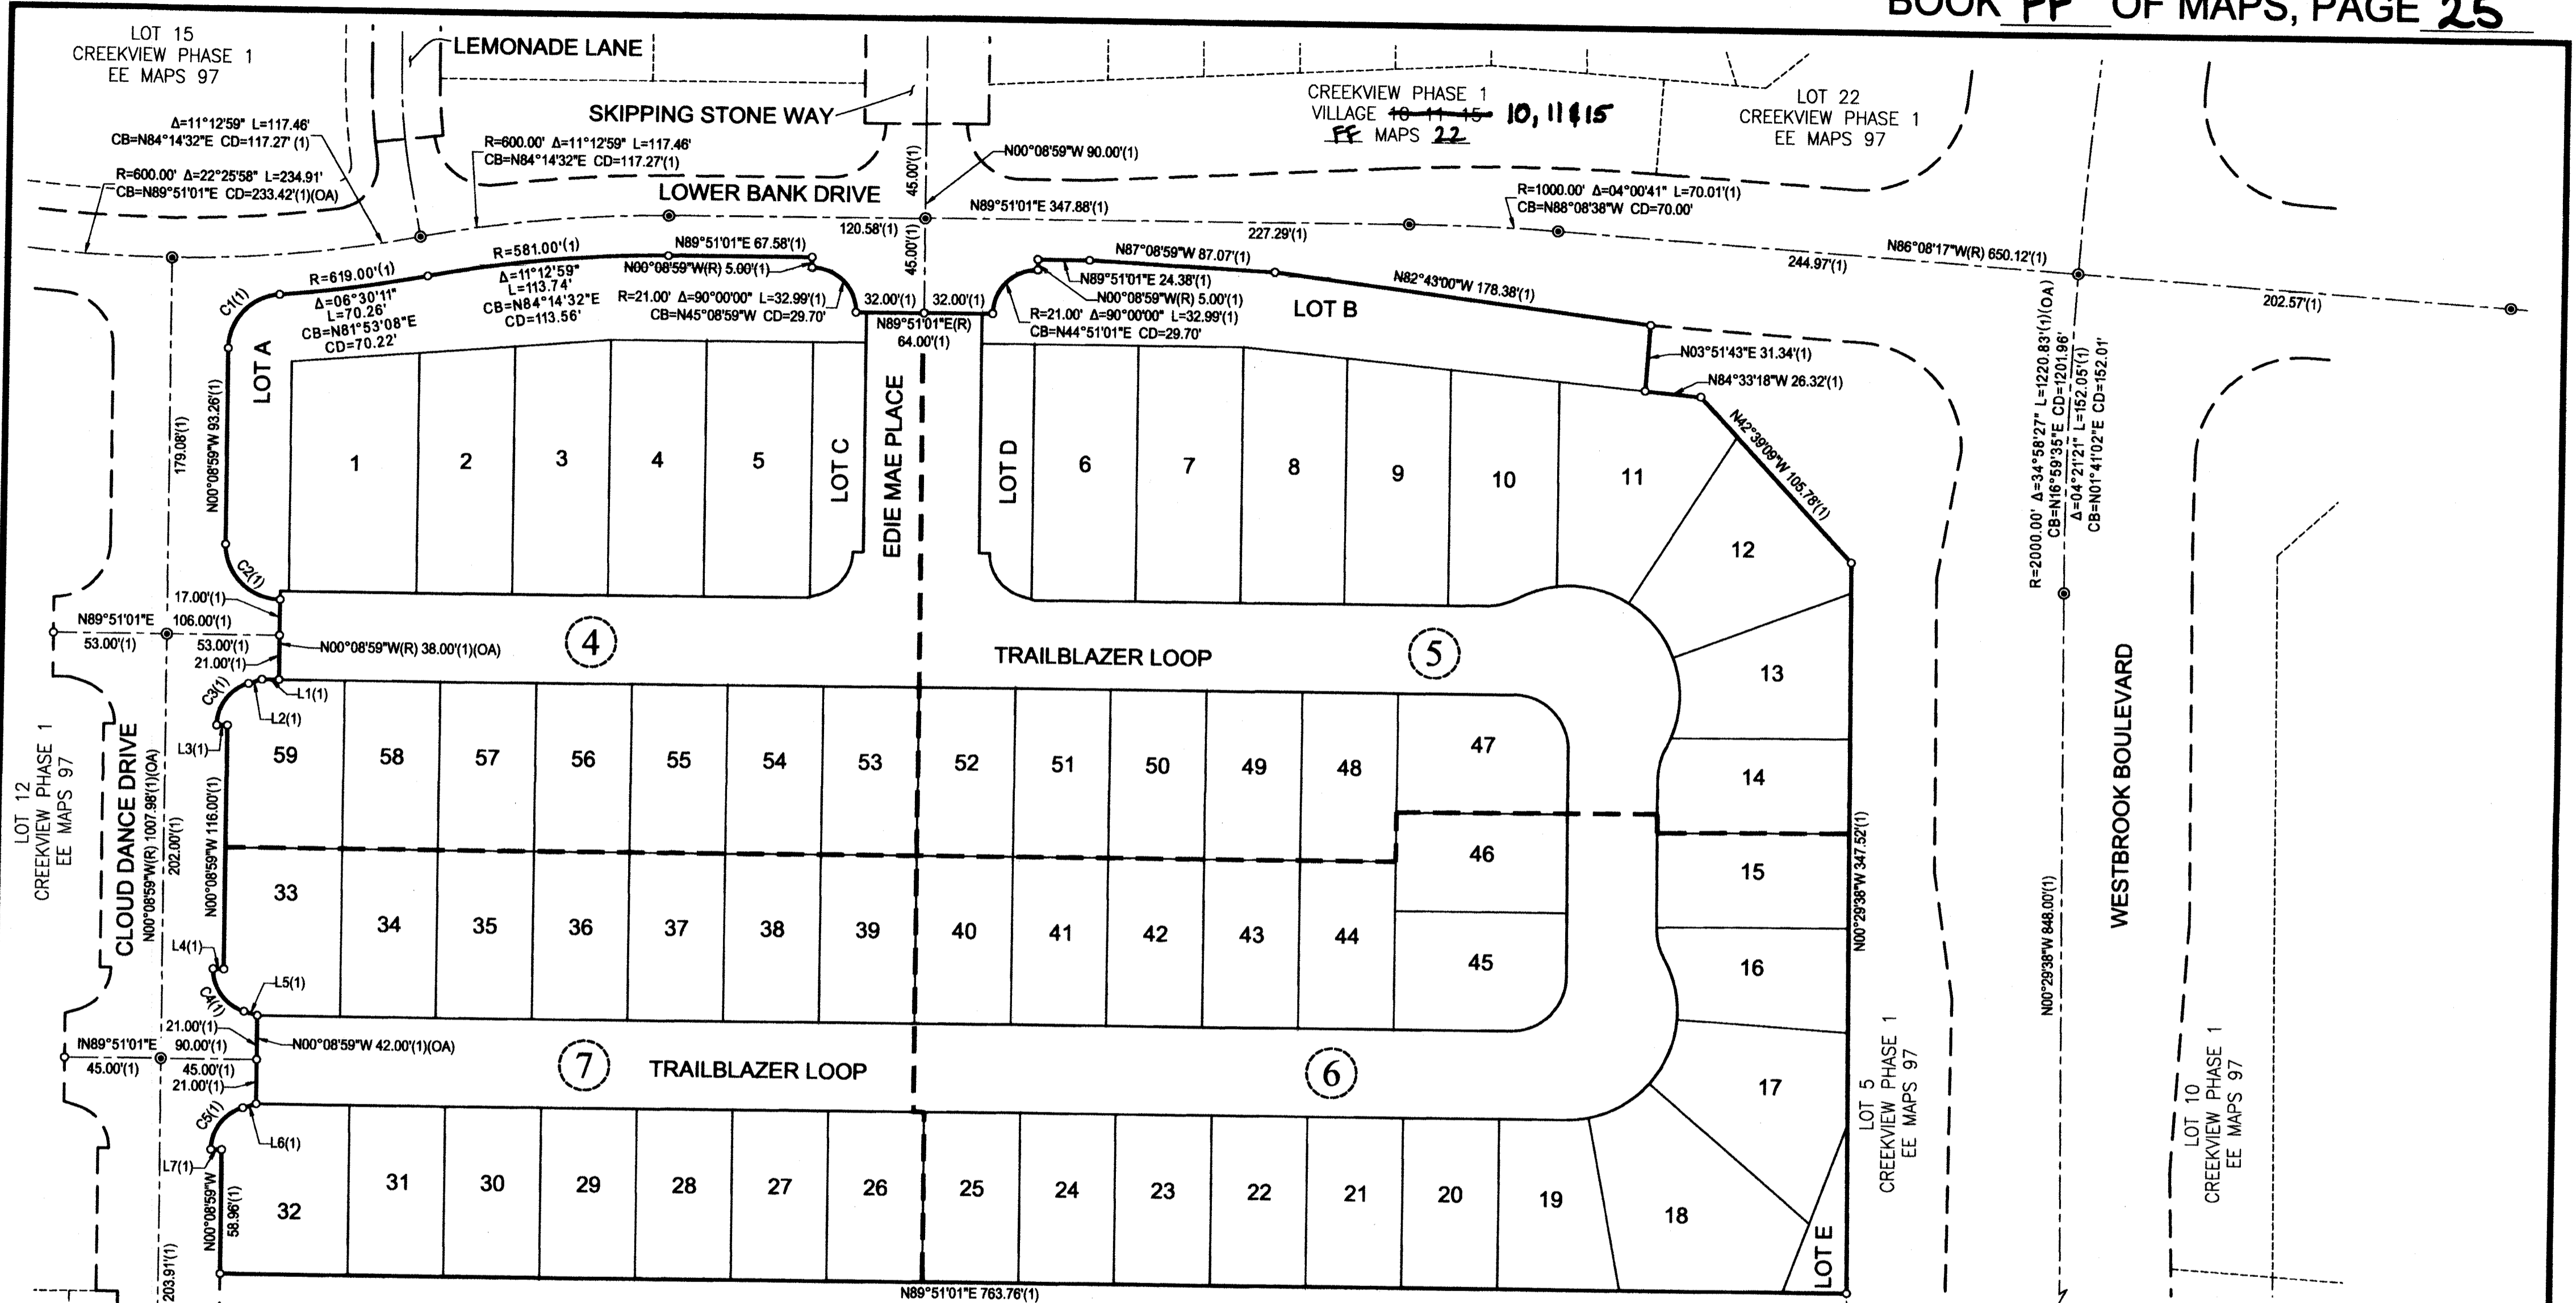 BOOK FF OF MAPS, PAGE 25
LOT 15
CREEKVIEW PHASE 1
EE MAPS 97
LEMONADE LANE
SKIPPING STONE WAY
CREEKVIEW PHASE 1
VILLAGE 10 11 15 10, 11 & 15
FF MAPS 22
LOT 22
CREEKVIEW PHASE 1
EE MAPS 97
Δ=11°12'59" L=117.46'
CB=N84°14'32"E CD=117.27' (1)
R=600.00' Δ=11°12'59" L=117.46'
CB=N84°14'32"E CD=117.27'(1)
R=600.00' Δ=22°25'58" L=234.91'
CB=N89°51'01"E CD=233.42'(1)(OA)
45.00'(1)
N00°08'59"W 90.00'(1)
LOWER BANK DRIVE
N89°51'01"E 347.88'(1)
R=1000.00' Δ=04°00'41" L=70.01'(1)
CB=N88°08'38"W CD=70.00'
120.58'(1)
45.00'(1)
227.29'(1)
244.97'(1)
N86°08'17"W(R) 650.12'(1)
202.57'(1)
C1(1)
R=619.00'(1)
Δ=06°30'11"
L=70.26'
CB=N81°53'08"E
CD=70.22'
R=581.00'(1)
Δ=11°12'59"
L=113.74'
CB=N84°14'32"E
CD=113.56'
N89°51'01"E 67.58'(1)
N00°08'59"W(R) 5.00'(1)
R=21.00' Δ=90°00'00" L=32.99'(1)
CB=N45°08'59"W CD=29.70'
32.00'(1)
32.00'(1)
N89°51'01"E(R)
64.00'(1)
N87°08'59"W 87.07'(1)
N89°51'01"E 24.38'(1)
N00°08'59"W(R) 5.00'(1)
R=21.00' Δ=90°00'00" L=32.99'(1)
CB=N44°51'01"E CD=29.70'
LOT B
N82°43'00"W 178.38'(1)
N03°51'43"E 31.34'(1)
N84°33'18"W 26.32'(1)
N42°39'09"W 105.78'(1)
R=2000.00' Δ=34°58'27" L=1220.83'(1)(OA)
CB=N16°59'35"E CD=1201.96'
Δ=04°21'21" L=152.05'(1)
CB=N01°41'02"E CD=152.01'
179.08'(1)
N00°08'59"W 93.26'(1)
LOT A
1
2
3
4
5
LOT C
EDIE MAE PLACE
LOT D
6
7
8
9
10
11
12
C2(1)
17.00'(1)
N89°51'01"E
106.00'(1)
53.00'(1)
53.00'(1)
21.00'(1)
N00°08'59"W(R) 38.00'(1)(OA)
4
TRAILBLAZER LOOP
5
13
C3(1)
L1(1)
L2(1)
L3(1)
LOT 12
CREEKVIEW PHASE 1
EE MAPS 97
CLOUD DANCE DRIVE
N00°08'59"W(R) 1007.98'(1)(OA)
202.00'(1)
N00°08'59"W 116.00'(1)
59
58
57
56
55
54
53
52
51
50
49
48
47
14
46
15
33
34
35
36
37
38
39
40
41
42
43
44
45
16
N00°29'38"W 347.52'(1)
N00°29'38"W 848.00'(1)
WESTBROOK BOULEVARD
L4(1)
C4(1)
L5(1)
21.00'(1)
N89°51'01"E
90.00'(1)
45.00'(1)
45.00'(1)
21.00'(1)
N00°08'59"W 42.00'(1)(OA)
7
TRAILBLAZER LOOP
6
17
LOT 5
CREEKVIEW PHASE 1
EE MAPS 97
LOT 10
CREEKVIEW PHASE 1
EE MAPS 97
C5(1)
L6(1)
L7(1)
N00°08'59"W
58.96'(1)
203.91'(1)
32
31
30
29
28
27
26
25
24
23
22
21
20
19
18
LOT E
N89°51'01"E 763.76'(1)